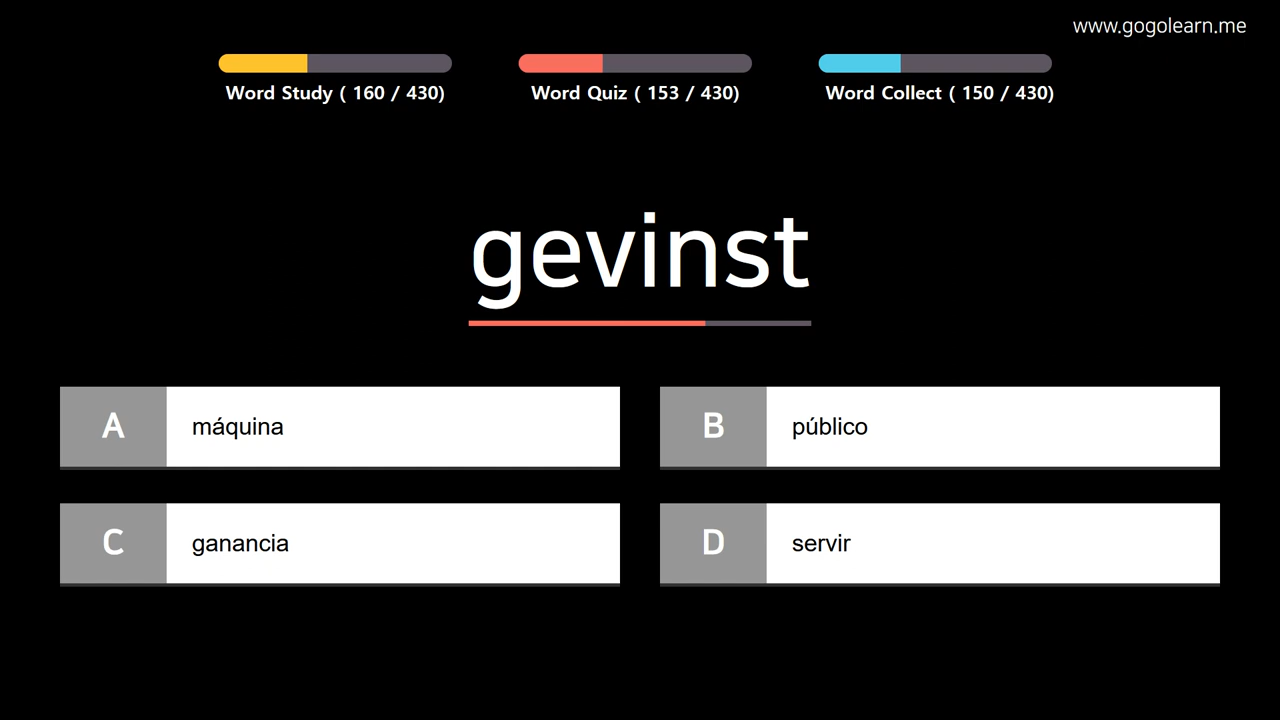 www.gogolearn.me
Word Study ( 160 / 430)
Word Quiz ( 153 / 430)
Word Collect ( 150 / 430)
gevinst
A máquina
B público
C ganancia
D servir